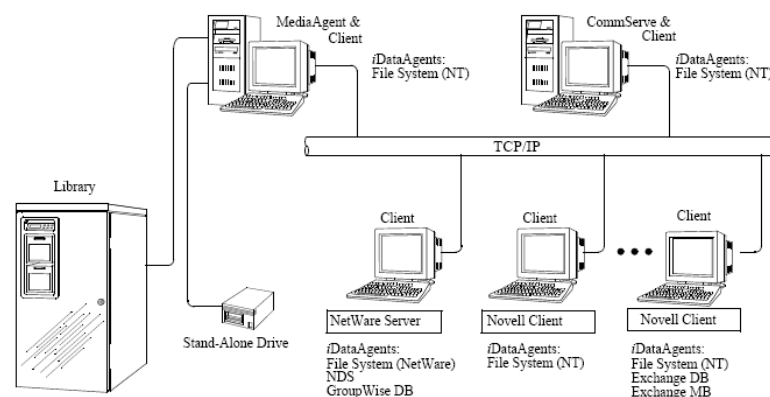 MediaAgent &
Client
iDataAgents:
File System (NT)
CommServe &
Client
iDataAgents:
File System (NT)
TCP/IP
Library
Stand-Alone Drive
Client
NetWare Server
iDataAgents:
File System (NetWare)
NDS
GroupWise DB
Client
Novell Client
iDataAgents:
File System (NT)
Client
Novell Client
iDataAgents:
File System (NT)
Exchange DB
Exchange MB